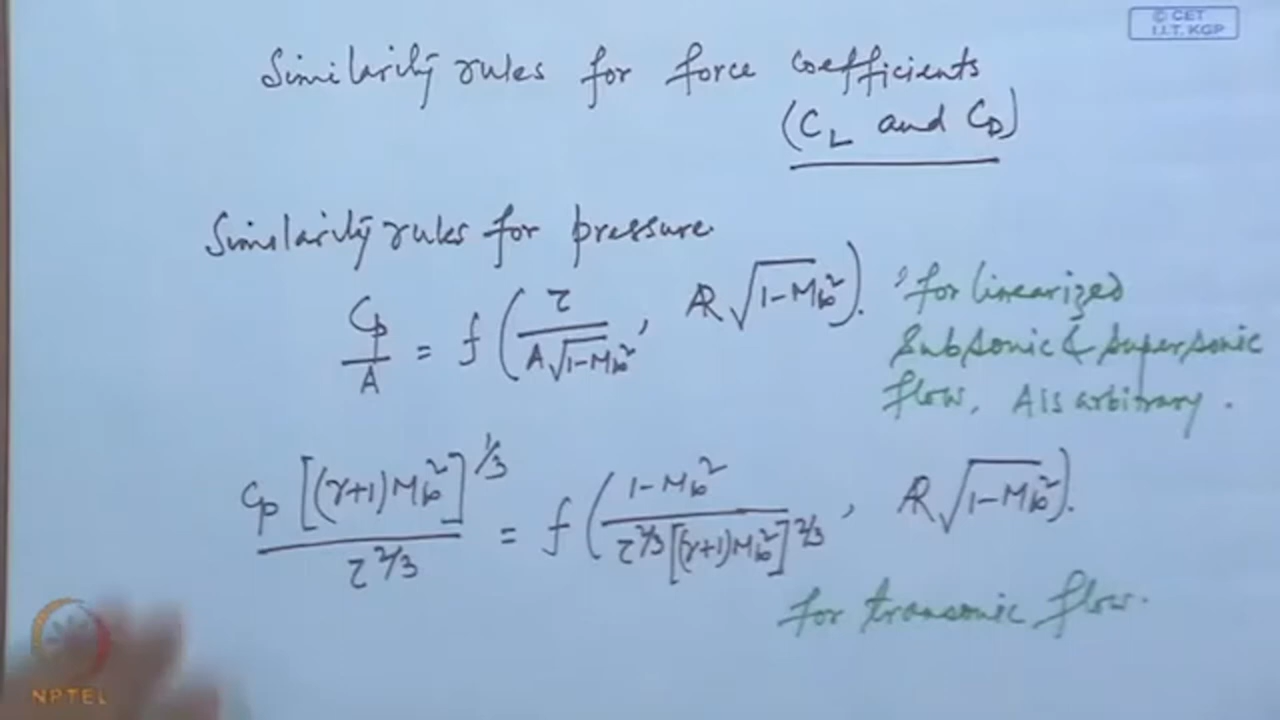 © CET
I.I.T. KGP
Similarity rules for force coefficients
(C_L and C_D)
Similarity rules for pressure.
C_p / A = f ( τ / A√(1-M∞²) , AR √(1-M∞²) ). for linearized
subsonic & supersonic
flow, A is arbitrary.
C_p [(γ+1)M∞²]^1/3 / τ^2/3 = f ( 1-M∞² / τ^2/3 [(γ+1)M∞²]^2/3 , AR √(1-M∞²) ).
for transonic flow.
NPTEL